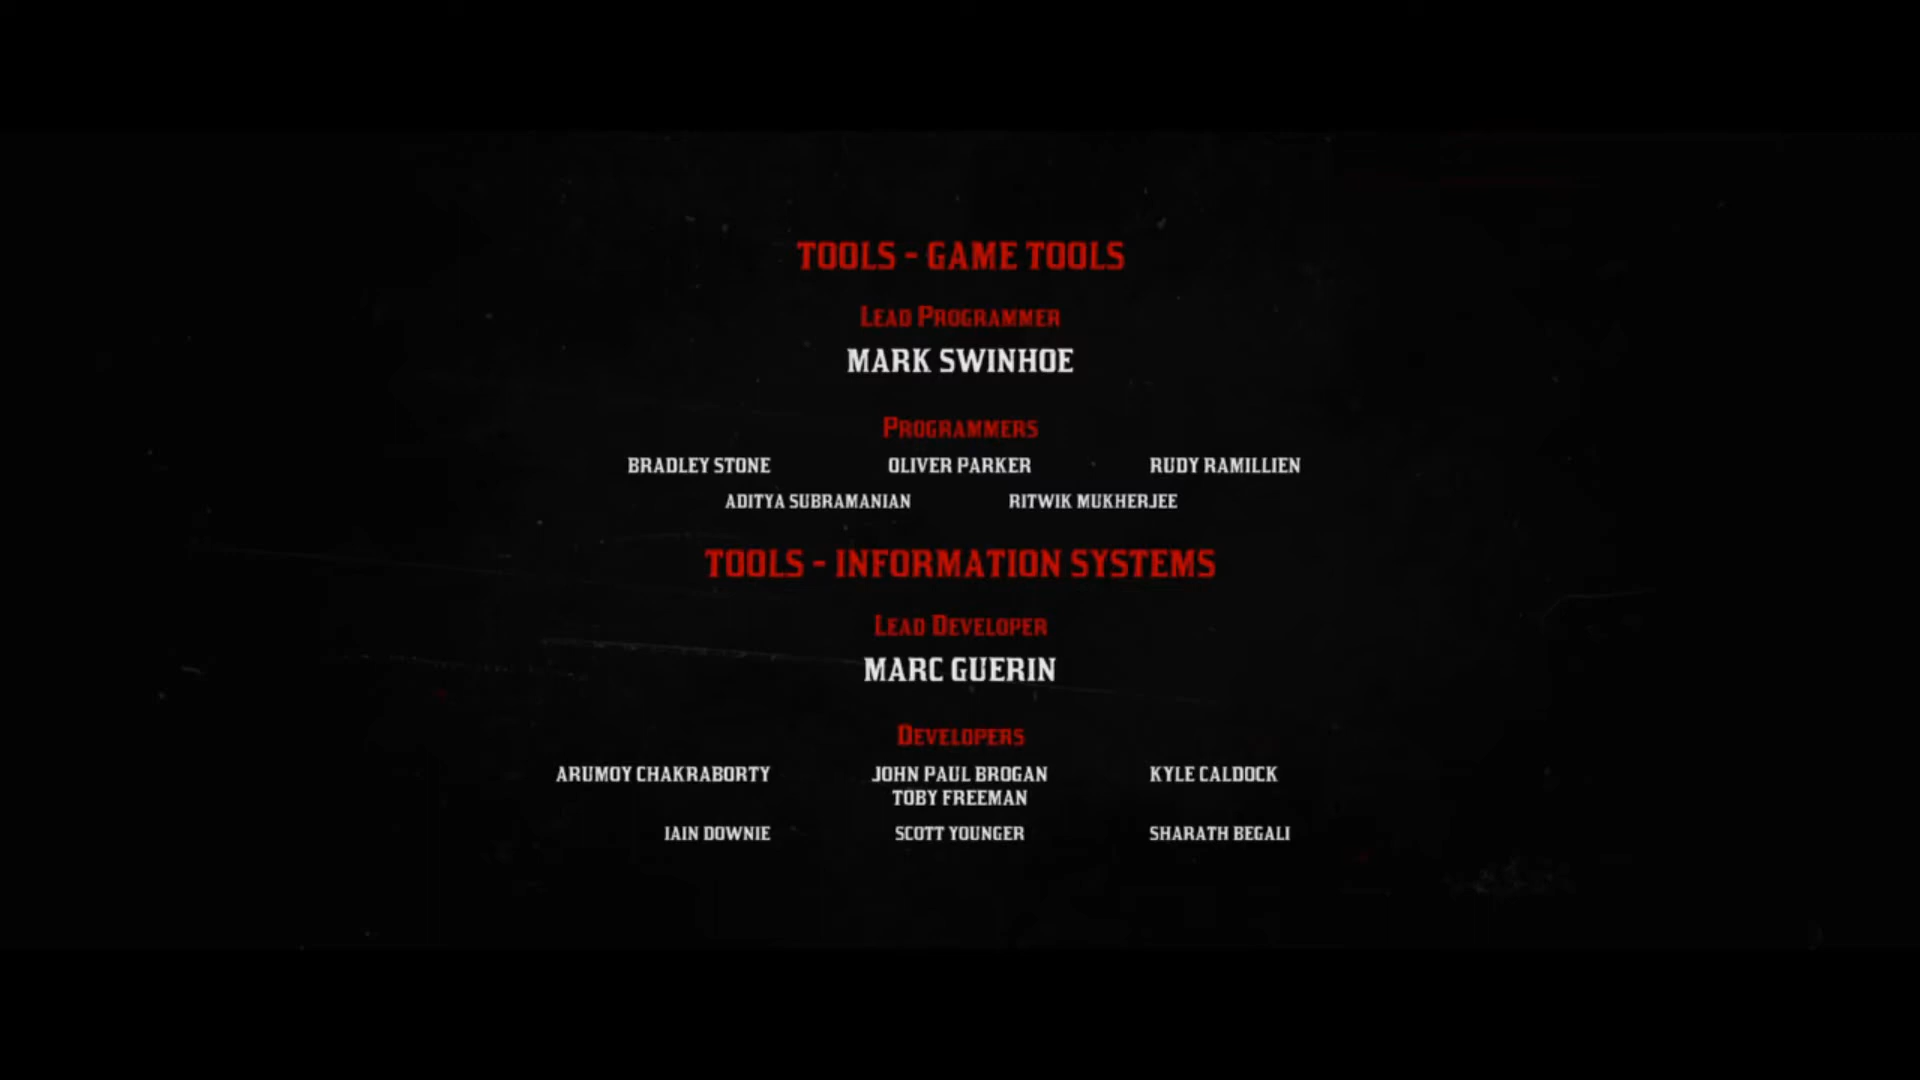 TOOLS - GAME TOOLS
LEAD PROGRAMMER
MARK SWINHOE
PROGRAMMERS
BRADLEY STONE OLIVER PARKER RUDY RAMILLIEN
ADITYA SUBRAMANIAN RITWIK MUKHERJEE
TOOLS - INFORMATION SYSTEMS
LEAD DEVELOPER
MARC GUERIN
DEVELOPERS
ARUMOY CHAKRABORTY JOHN PAUL BROGAN KYLE CALDOCK
TOBY FREEMAN
IAIN DOWNIE SCOTT YOUNGER SHARATH BEGALI